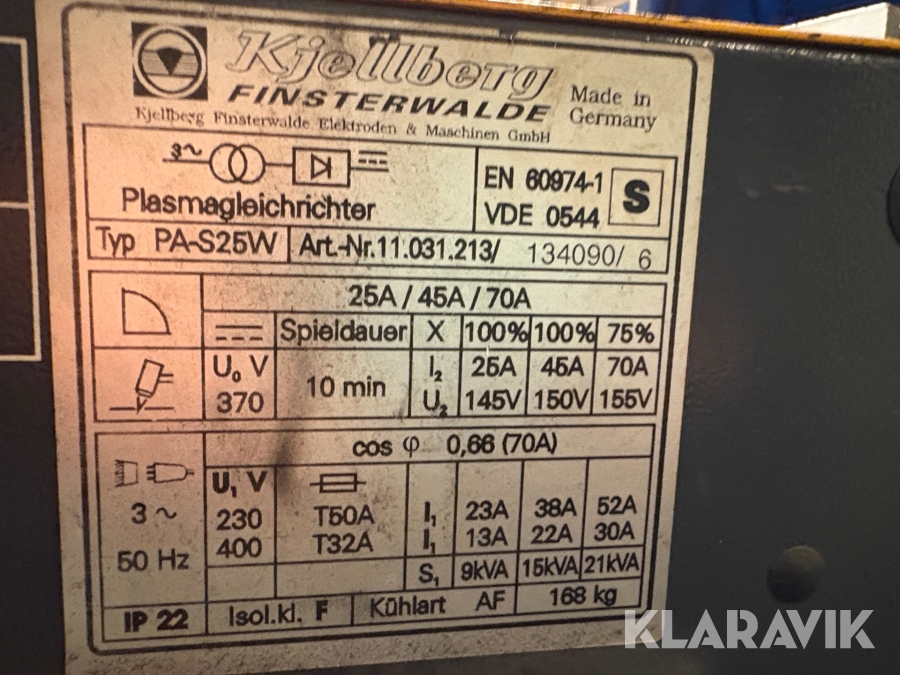 Kjellberg
FINSTERWALDE
Made in
Germany
Kjellberg Finsterwalde Elektroden & Maschinen GmbH
3~
Plasmagleichrichter
EN 60974-1
VDE 0544
S
Typ PA-S25W
Art.-Nr.11.031.213/ 134090/ 6
25A / 45A / 70A
Spieldauer X 100% 100% 75%
U₀ V 10 min I₂ 25A 45A 70A
370 U₂ 145V 150V 155V
cos φ 0,66 (70A)
U₁ V
3 ~ 230 T50A I₁ 23A 38A 52A
50 Hz 400 T32A I₁ 13A 22A 30A
S₁ 9kVA 15kVA 21kVA
IP 22 Isol.kl. F Kühlart AF 168 kg
KLARAVIK